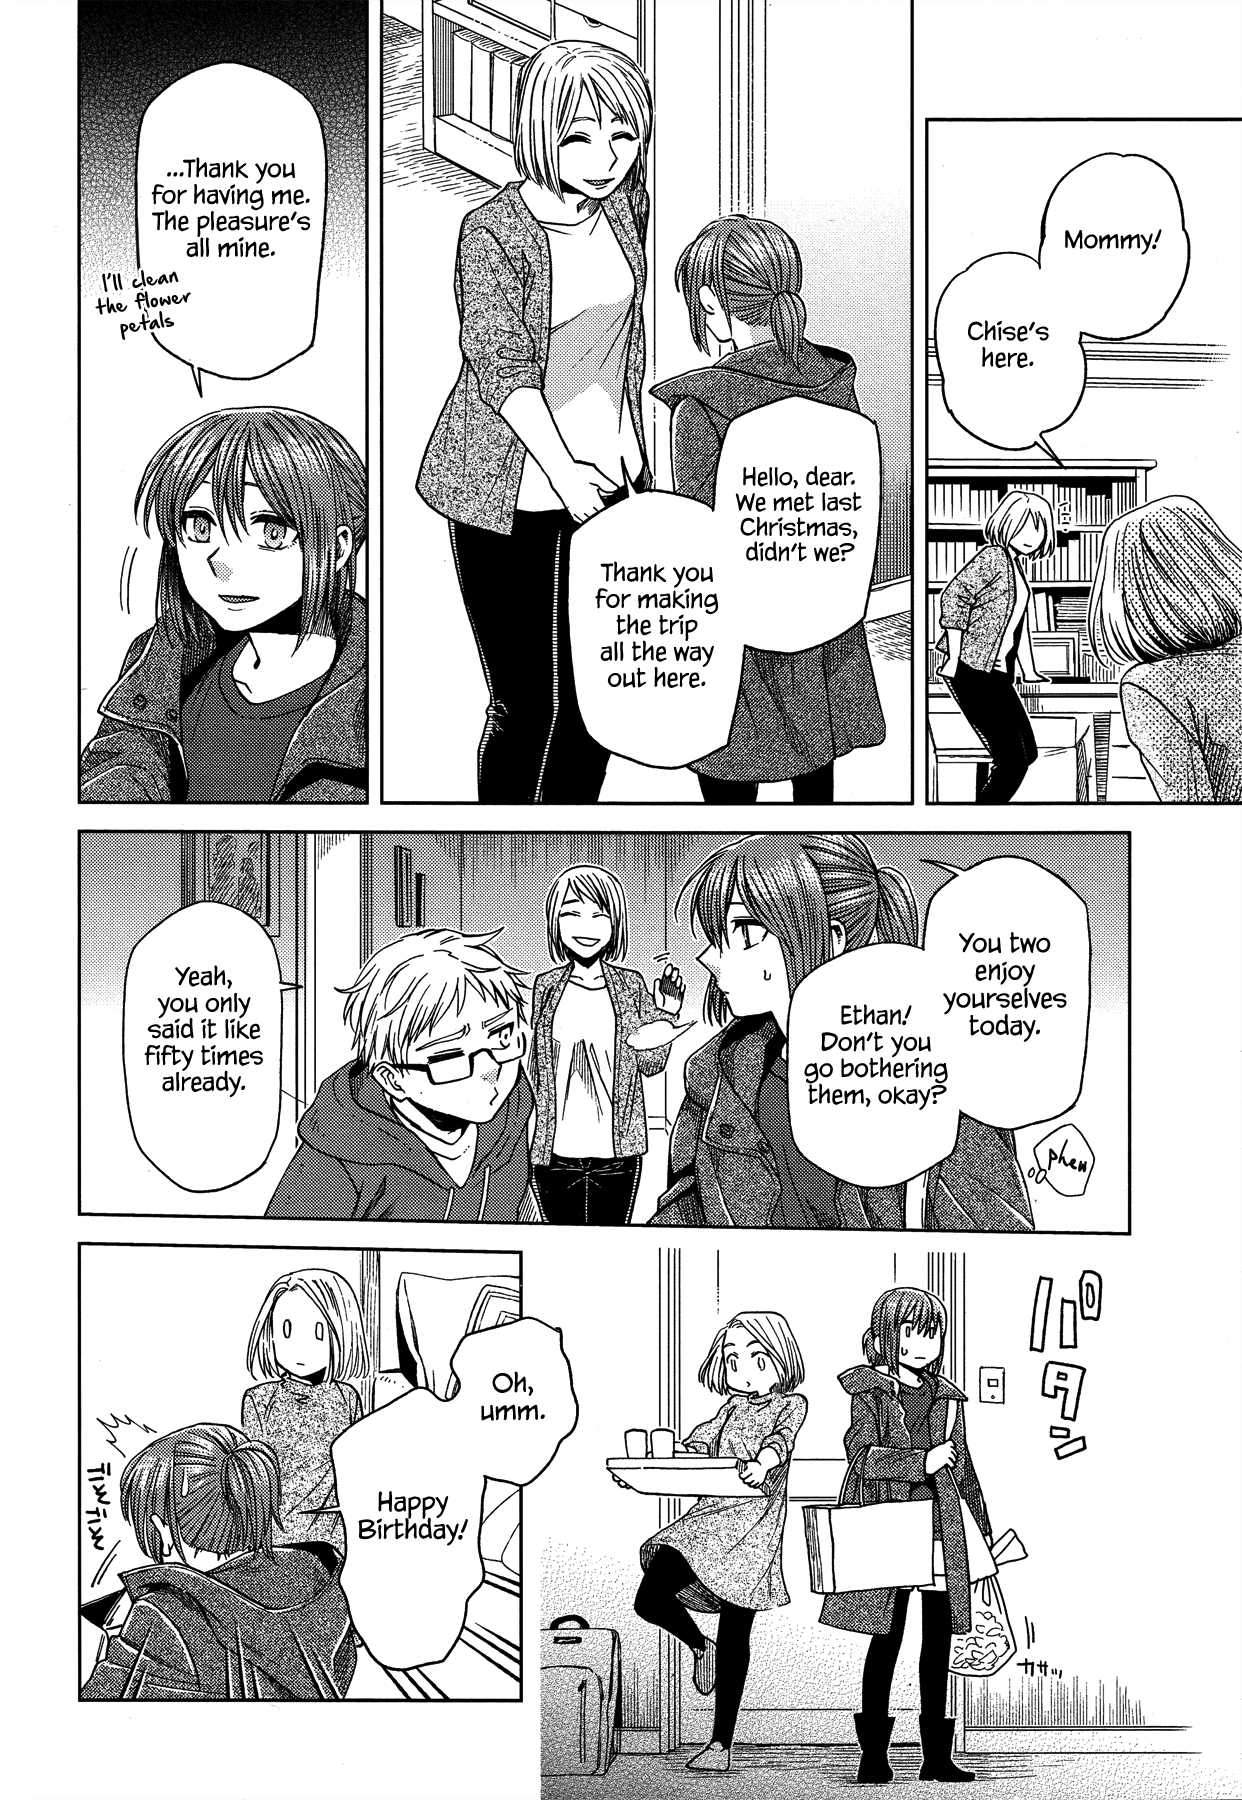 Mommy!
Chise's
here.
Hello, dear.
We met last
Christmas,
didn't we?
Thank you
for making
the trip
all the way
out here.
...Thank you
for having me.
The pleasure's
all mine.
I'll clean
the flower
petals
You two
enjoy
yourselves
today.
Ethan!
Don't you
go bothering
them, okay?
phew
Yeah,
you only
said it like
fifty times
already.
パタン
ガサッ
Oh,
umm.
Happy
Birthday!